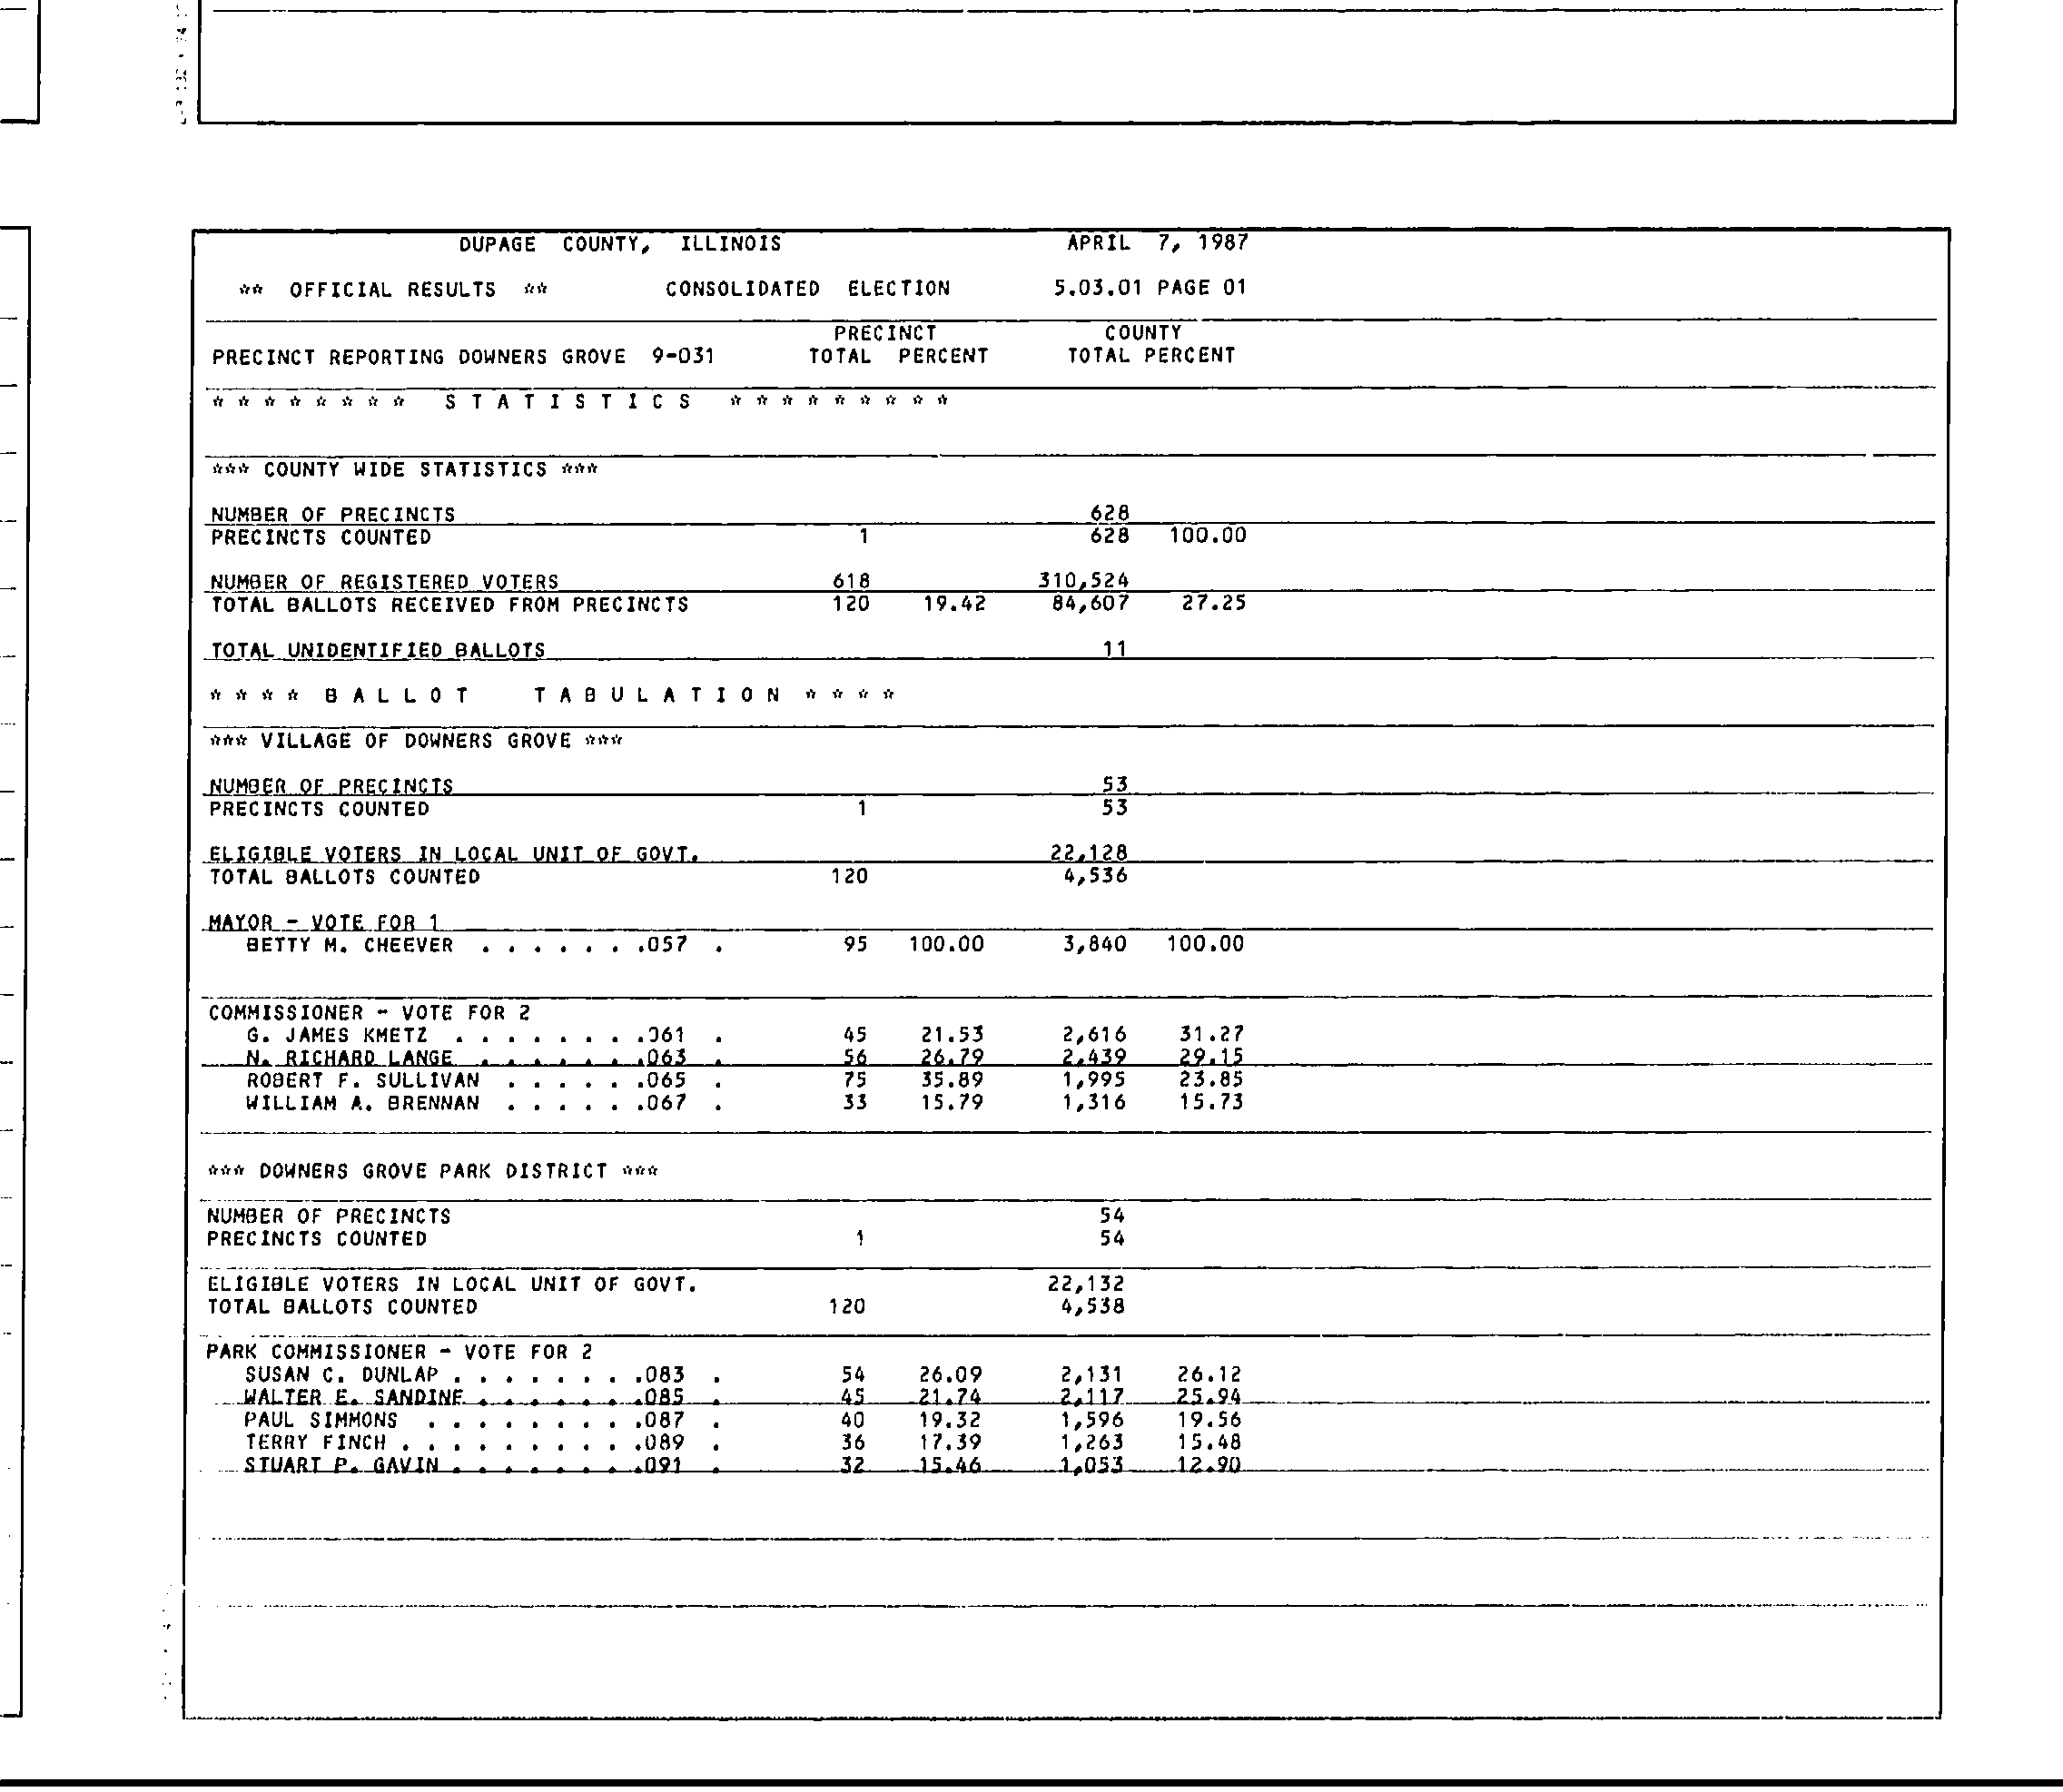 DUPAGE COUNTY, ILLINOIS APRIL 7, 1987
** OFFICIAL RESULTS ** CONSOLIDATED ELECTION 5.03.01 PAGE 01
PRECINCT COUNTY
PRECINCT REPORTING DOWNERS GROVE 9-031 TOTAL PERCENT TOTAL PERCENT
* * * * * * * * S T A T I S T I C S * * * * * * * * *
*** COUNTY WIDE STATISTICS ***
NUMBER OF PRECINCTS 628
PRECINCTS COUNTED 1 628 100.00
NUMBER OF REGISTERED VOTERS 618 310,524
TOTAL BALLOTS RECEIVED FROM PRECINCTS 120 19.42 84,607 27.25
TOTAL UNIDENTIFIED BALLOTS 11
* * * * B A L L O T T A B U L A T I O N * * * *
*** VILLAGE OF DOWNERS GROVE ***
NUMBER OF PRECINCTS 53
PRECINCTS COUNTED 1 53
ELIGIBLE VOTERS IN LOCAL UNIT OF GOVT. 22,128
TOTAL BALLOTS COUNTED 120 4,536
MAYOR - VOTE FOR 1
BETTY M. CHEEVER . . . . . . .057 . 95 100.00 3,840 100.00
COMMISSIONER - VOTE FOR 2
G. JAMES KMETZ . . . . . . . .061 . 45 21.53 2,616 31.27
N. RICHARD LANGE . . . . . . .063 . 56 26.79 2,439 29.15
ROBERT F. SULLIVAN . . . . . .065 . 75 35.89 1,995 23.85
WILLIAM A. BRENNAN . . . . . .067 . 33 15.79 1,316 15.73
*** DOWNERS GROVE PARK DISTRICT ***
NUMBER OF PRECINCTS 54
PRECINCTS COUNTED 1 54
ELIGIBLE VOTERS IN LOCAL UNIT OF GOVT. 22,132
TOTAL BALLOTS COUNTED 120 4,538
PARK COMMISSIONER - VOTE FOR 2
SUSAN C. DUNLAP . . . . . . . .083 . 54 26.09 2,131 26.12
WALTER E. SANDINE . . . . . . .085 . 45 21.74 2,117 25.94
PAUL SIMMONS . . . . . . . . .087 . 40 19.32 1,596 19.56
TERRY FINCH . . . . . . . . . .089 . 36 17.39 1,263 15.48
STUART P. GAVIN . . . . . . . .091 . 32 15.46 1,053 12.90